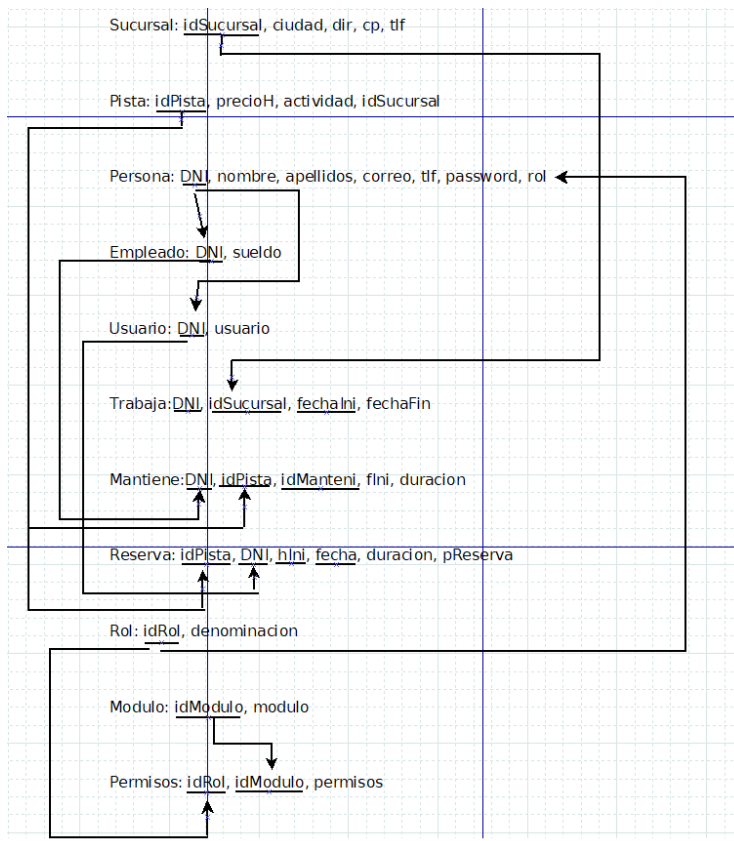 Sucursal: idSucursal, ciudad, dir, cp, tlf
Pista: idPista, precioH, actividad, idSucursal
Persona: DNI, nombre, apellidos, correo, tlf, password, rol
Empleado: DNI, sueldo
Usuario: DNI, usuario
Trabaja:DNI, idSucursal, fechaIni, fechaFin
Mantiene:DNI, idPista, idManteni, fIni, duracion
Reserva: idPista, DNI, hIni, fecha, duracion, pReserva
Rol: idRol, denominacion
Modulo: idModulo, modulo
Permisos: idRol, idModulo, permisos